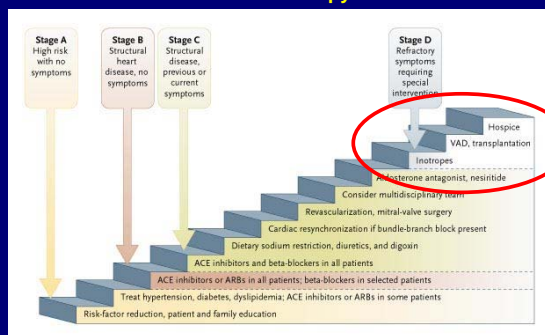 Stage A
High risk
with no
symptoms
Stage B
Structural
heart
disease, no
symptoms
Stage C
Structural
disease,
previous or
current
symptoms
Stage D
Refractory
symptoms
requiring
special
intervention
Hospice
VAD, transplantation
Inotropes
Aldosterone antagonist, nesiritide
Consider multidisciplinary team
Revascularization, mitral-valve surgery
Cardiac resynchronization if bundle-branch block present
Dietary sodium restriction, diuretics, and digoxin
ACE inhibitors and beta-blockers in all patients
ACE inhibitors or ARBs in all patients; beta-blockers in selected patients
Treat hypertension, diabetes, dyslipidemia; ACE inhibitors or ARBs in some patients
Risk-factor reduction, patient and family education